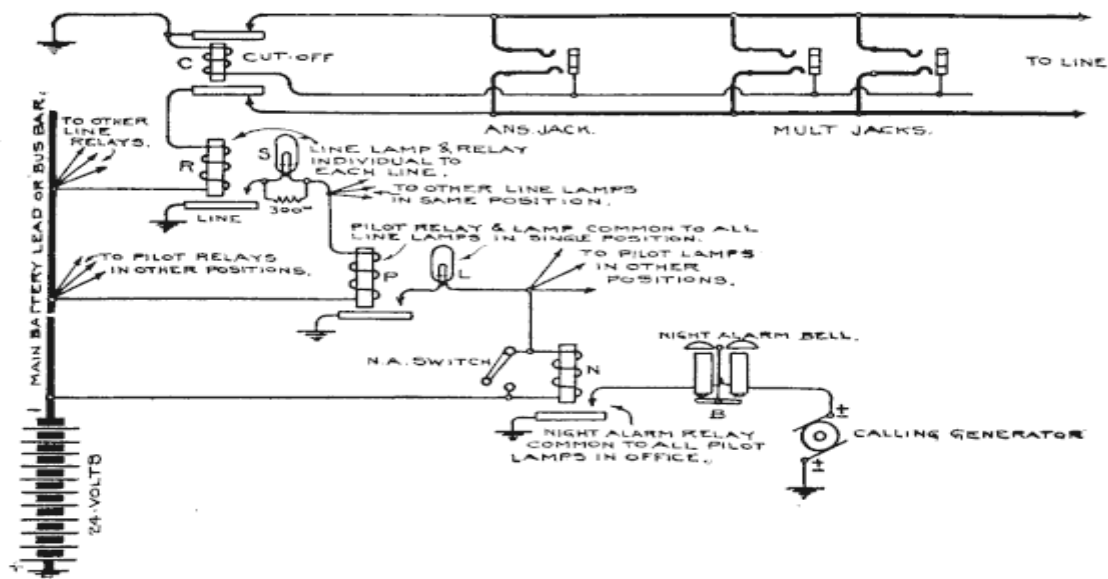 C CUT-OFF
TO LINE
TO OTHER
LINE
RELAYS.
ANS. JACK.
MULT JACKS.
R
S
LINE LAMP & RELAY
INDIVIDUAL TO
EACH LINE.
300ω
LINE
TO OTHER LINE LAMPS
IN SAME POSITION.
PILOT RELAY & LAMP COMMON TO ALL
LINE LAMPS IN SINGLE POSITION.
MAIN BATTERY LEAD OR BUS BAR.
TO PILOT RELAYS
IN OTHER POSITIONS.
P
L
TO PILOT LAMPS
IN OTHER
POSITIONS.
NIGHT ALARM BELL.
N.A. SWITCH
N
B
±
CALLING GENERATOR
±
NIGHT ALARM RELAY
COMMON TO ALL PILOT
LAMPS IN OFFICE.
24-VOLTS